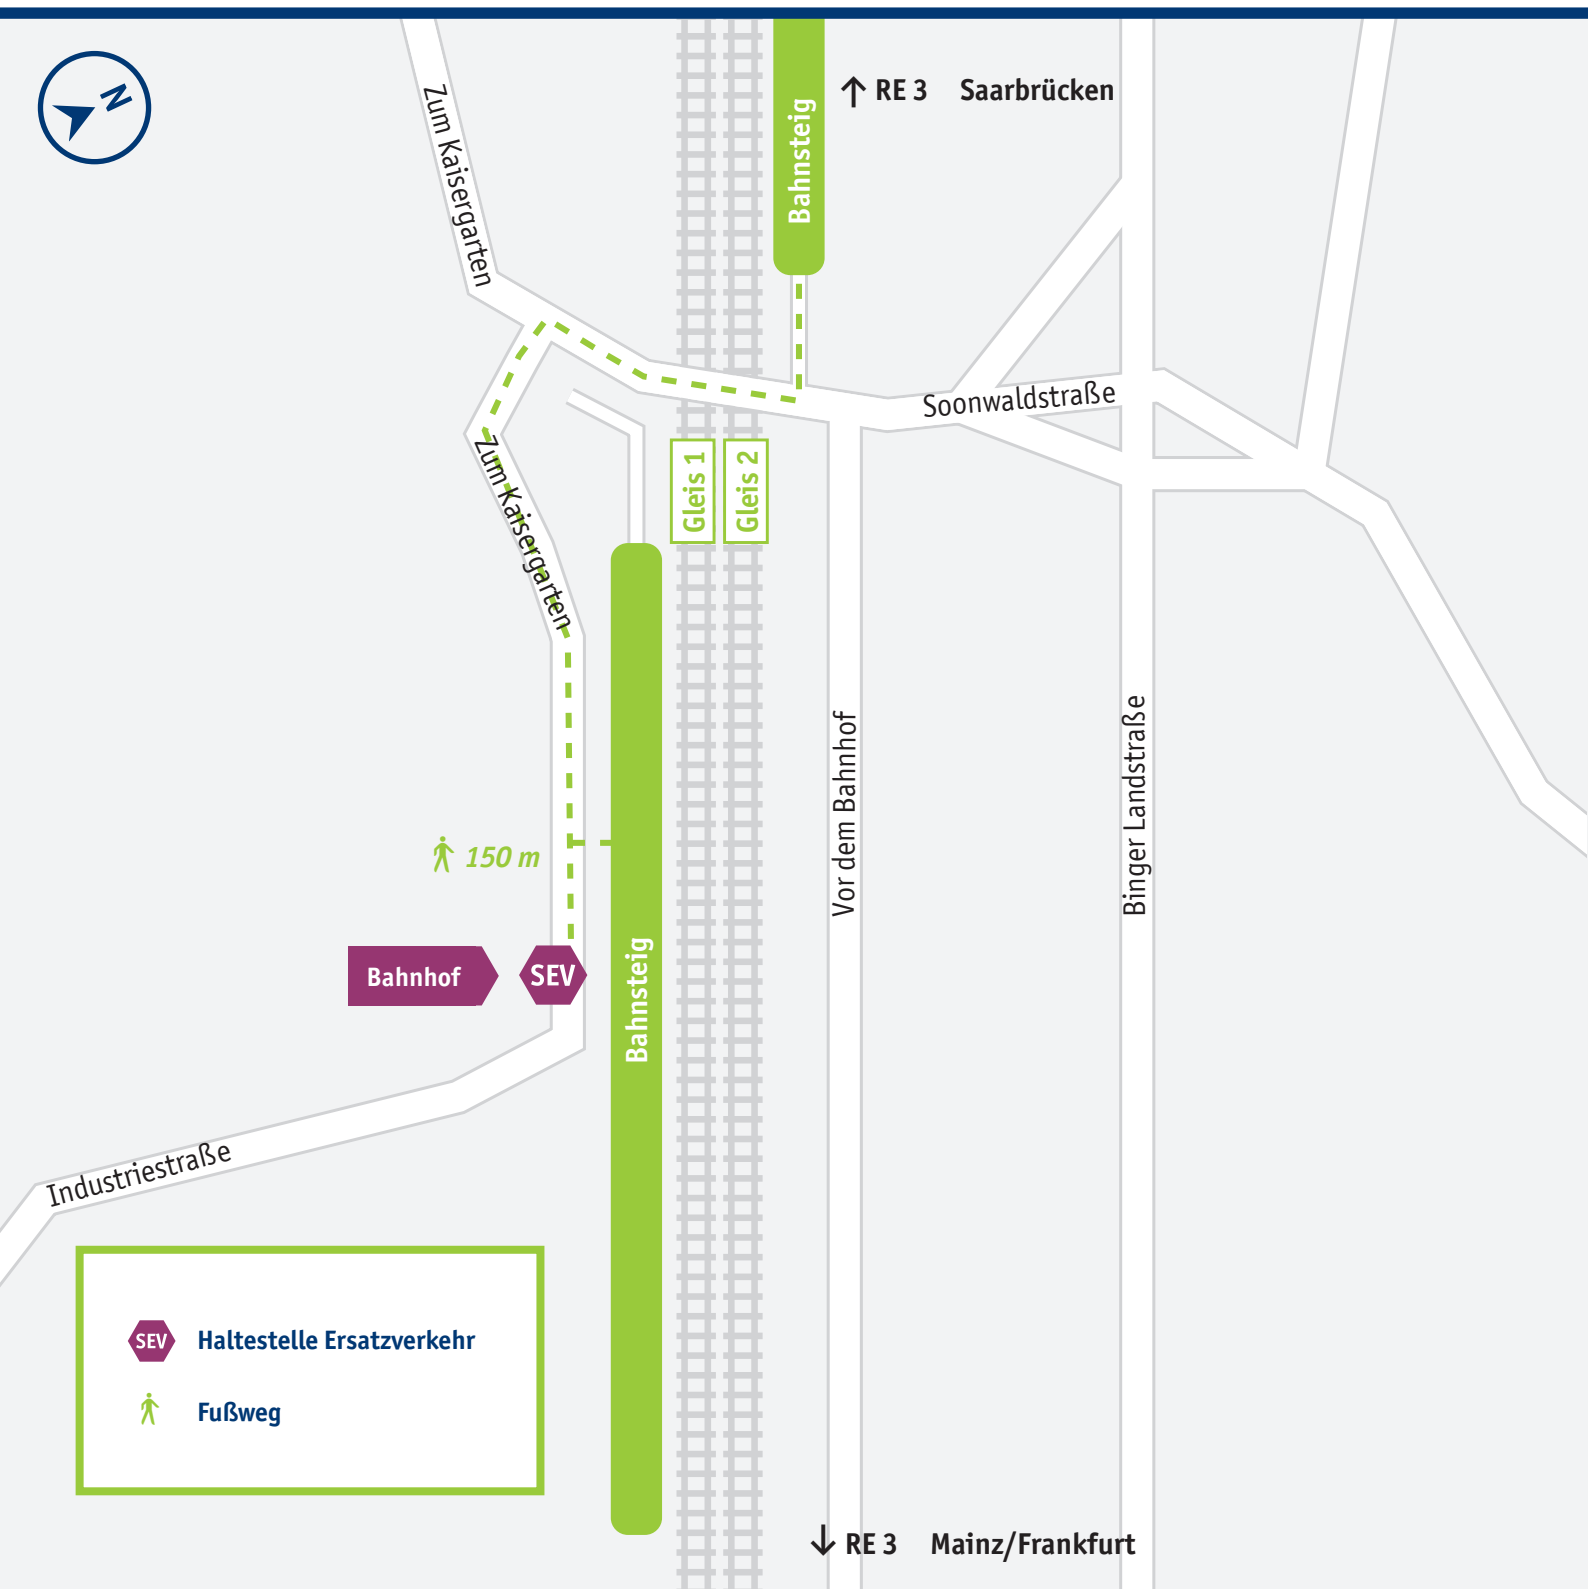 N
Zum Kaisergarten
Bahnsteig
↑ RE 3 Saarbrücken
Soonwaldstraße
Zum Kaisergarten
Gleis 1
Gleis 2
Vor dem Bahnhof
Binger Landstraße
150 m
Bahnhof
SEV
Bahnsteig
Industriestraße
SEV Haltestelle Ersatzverkehr
Fußweg
↓ RE 3 Mainz/Frankfurt